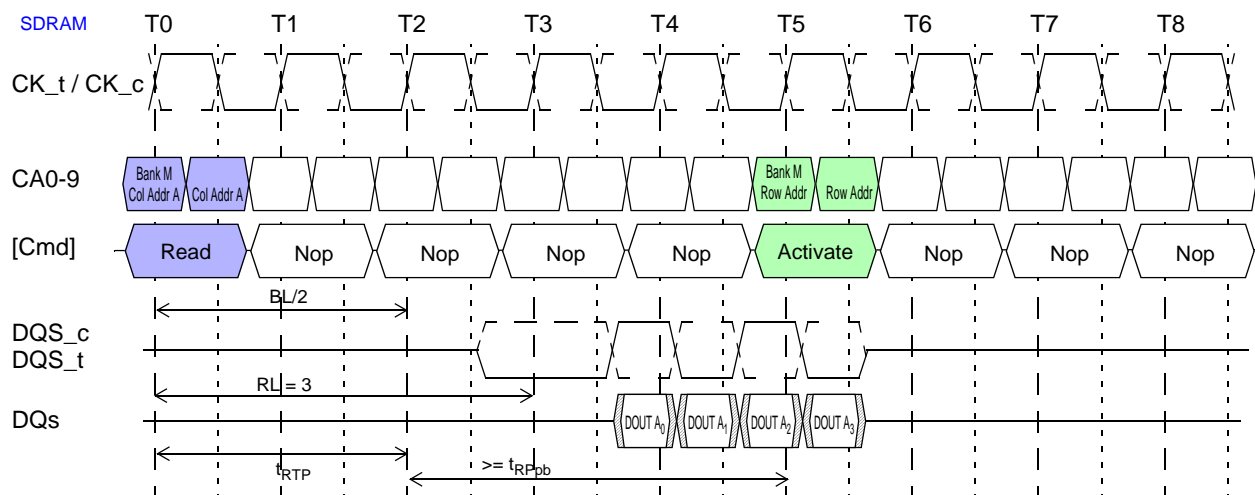 SDRAM T0 T1 T2 T3 T4 T5 T6 T7 T8
CK_t / CK_c
CA0-9
Bank M
Col Addr A
Col Addr A
Bank M
Row Addr
Row Addr
[Cmd] Read Nop Nop Nop Nop Activate Nop Nop Nop
BL/2
DQS_c
DQS_t
RL = 3
DQs DOUT A0 DOUT A1 DOUT A2 DOUT A3
tRTP >= tRPpb